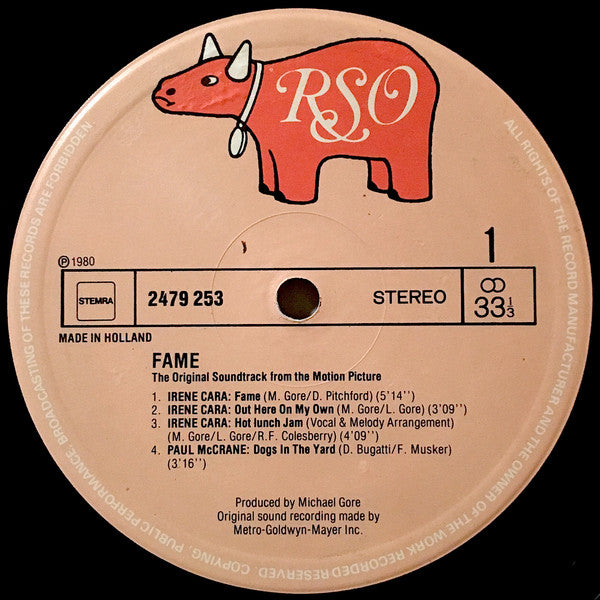 RSO
℗ 1980
1
STEMRA
2479 253
STEREO
33 1/3
MADE IN HOLLAND
FAME
The Original Soundtrack from the Motion Picture
1. IRENE CARA: Fame (M. Gore/D. Pitchford) (5'14'')
2. IRENE CARA: Out Here On My Own (M. Gore/L. Gore) (3'09'')
3. IRENE CARA: Hot lunch Jam (Vocal & Melody Arrangement)
(M. Gore/L. Gore/R.F. Colesberry) (4'09'')
4. PAUL McCRANE: Dogs In The Yard (D. Bugatti/F. Musker)
(3'16'')
Produced by Michael Gore
Original sound recording made by
Metro-Goldwyn-Mayer Inc.
ALL RIGHTS OF THE RECORD MANUFACTURER AND THE OWNER OF THE WORK RECORDED RESERVED. COPYING, PUBLIC PERFORMANCE, BROADCASTING OF THESE RECORDS ARE FORBIDDEN